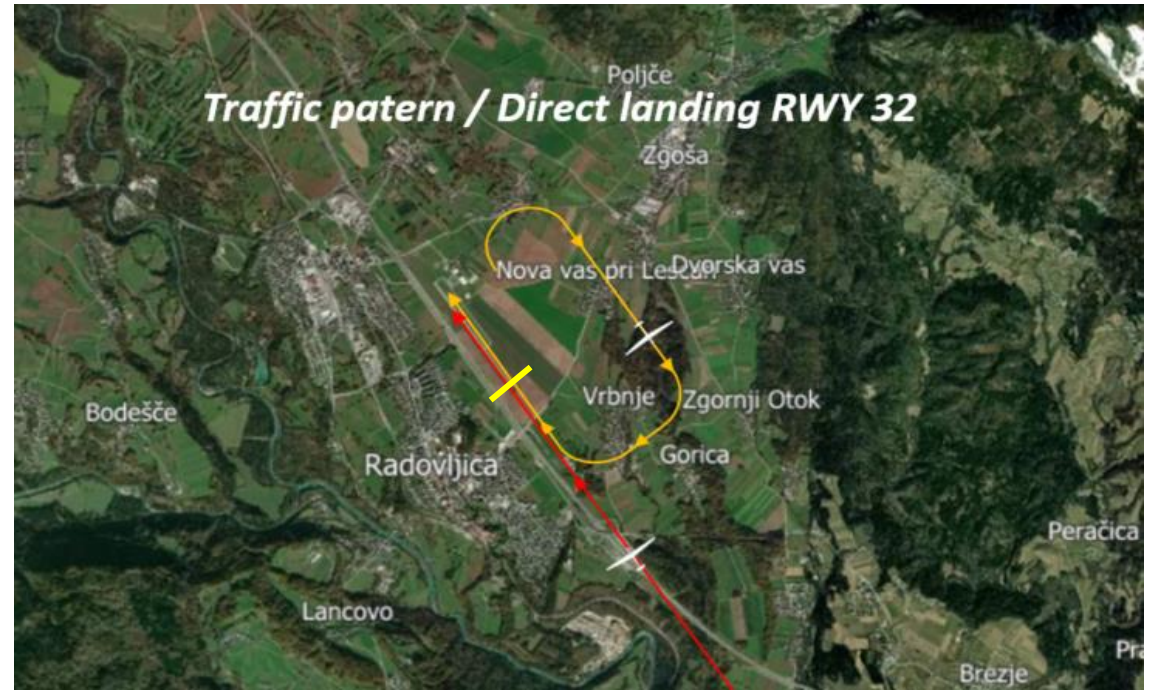 Poljče
Traffic patern / Direct landing RWY 32
Zgoša
Nova vas pri Lescah
Dvorska vas
Vrbnje
Zgornji Otok
Bodešče
Gorica
Radovljica
Peračica
Lancovo
Brezje